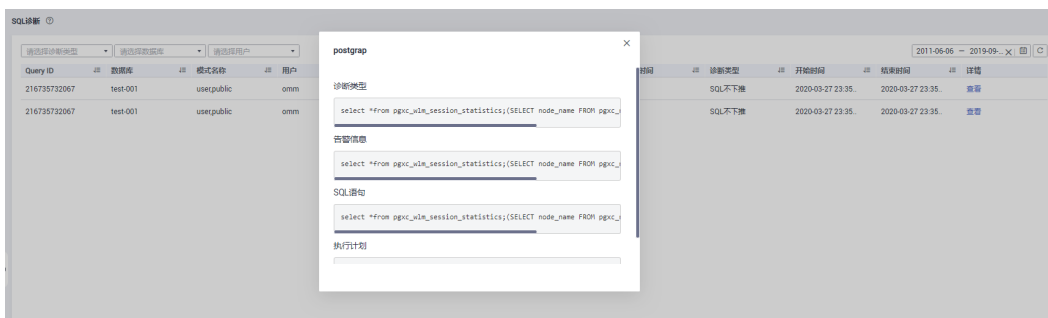 SQL诊断
请选择诊断类型 请选择数据库 请选择用户 2011-06-06 – 2019-09-...
Query ID 数据库 模式名称 用户 时间 诊断类型 开始时间 结束时间 详情
216735732067 test-001 user,public omm SQL不下推 2020-03-27 23:35.. 2020-03-27 23:35.. 查看
216735732067 test-001 user,public omm SQL不下推 2020-03-27 23:35.. 2020-03-27 23:35.. 查看
postgrap
诊断类型
select *from pgxc_wlm_session_statistics;(SELECT node_name FROM pgxc_
告警信息
select *from pgxc_wlm_session_statistics;(SELECT node_name FROM pgxc_
SQL语句
select *from pgxc_wlm_session_statistics;(SELECT node_name FROM pgxc_
执行计划